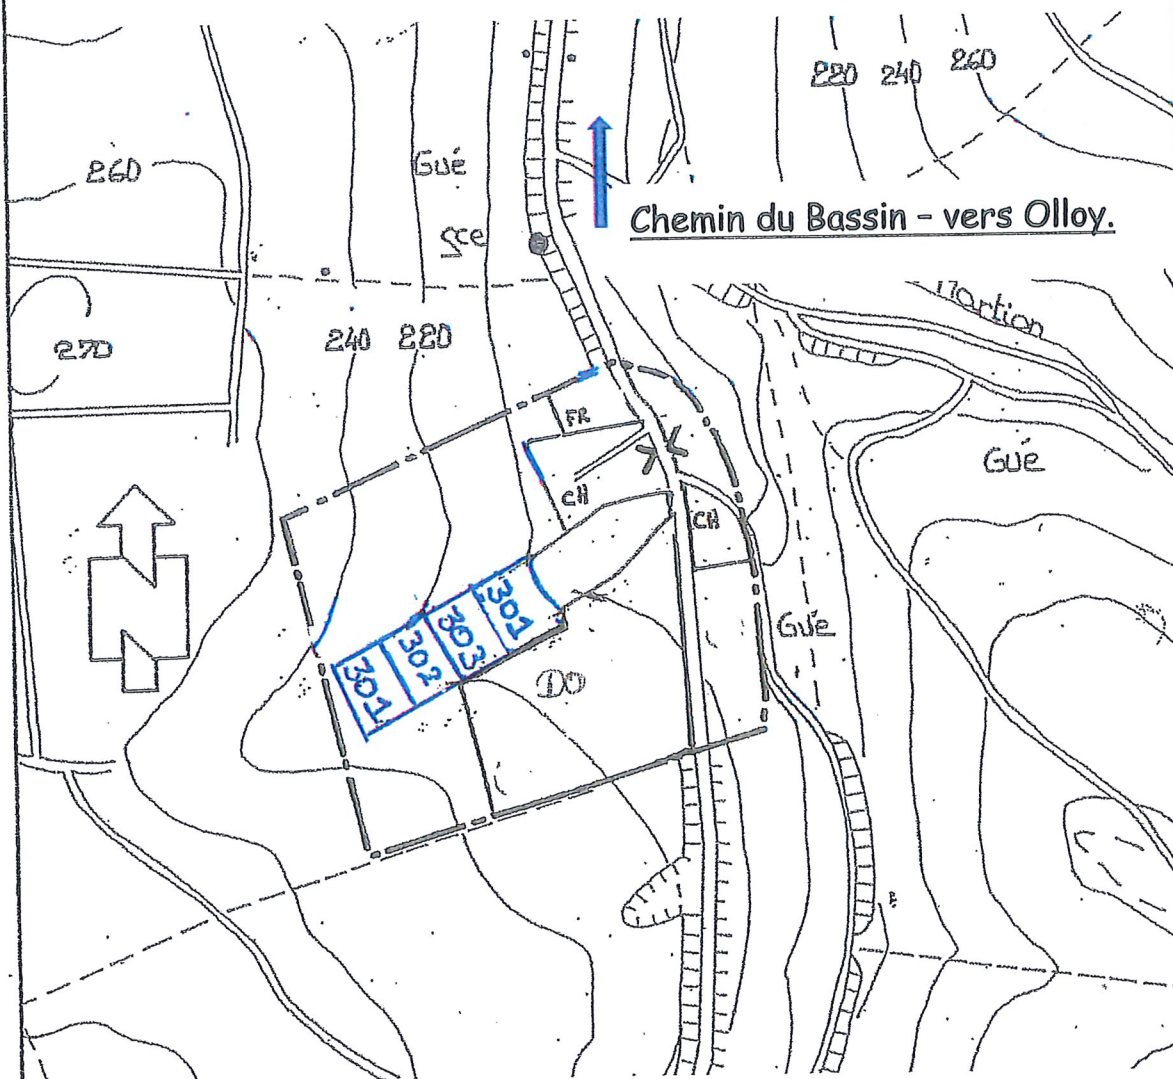 220 240 260
260
Gué
Chemin du Bassin - vers Olloy.
Sce
Martion
240 220
270
FR
Gué
CH
CH
301
303
302
301
Gué
DO
N